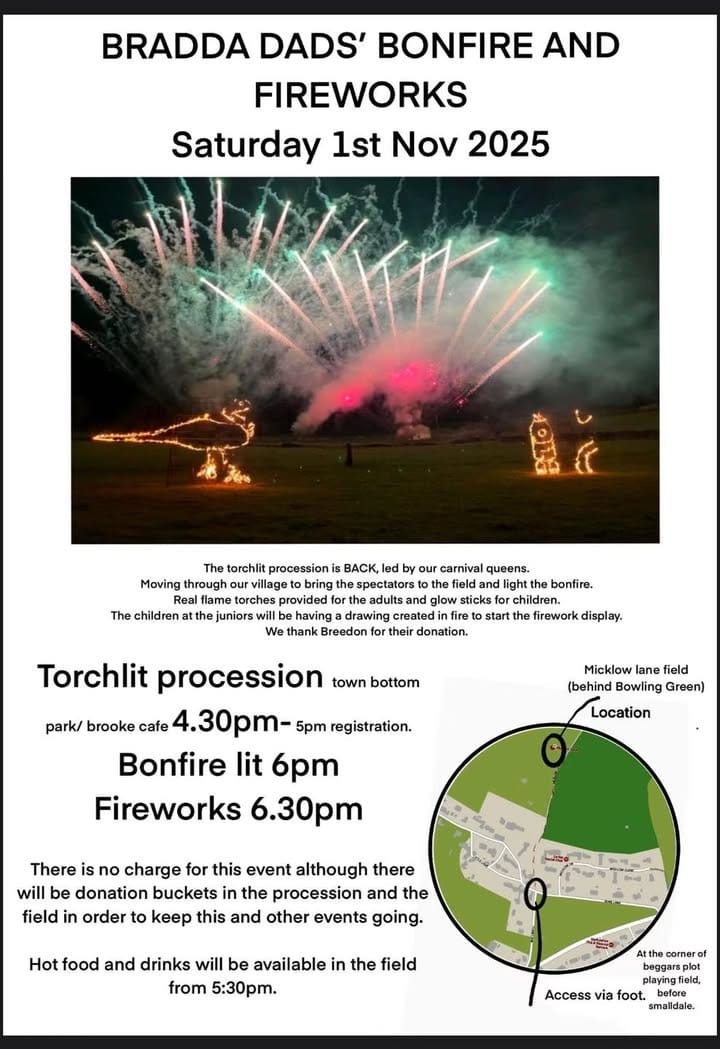 BRADDA DADS’ BONFIRE AND
FIREWORKS
Saturday 1st Nov 2025
The torchlit procession is BACK, led by our carnival queens.
Moving through our village to bring the spectators to the field and light the bonfire.
Real flame torches provided for the adults and glow sticks for children.
The children at the juniors will be having a drawing created in fire to start the firework display.
We thank Breedon for their donation.
Torchlit procession town bottom
park/ brooke cafe 4.30pm- 5pm registration.
Bonfire lit 6pm
Fireworks 6.30pm
There is no charge for this event although there
will be donation buckets in the procession and the
field in order to keep this and other events going.
Hot food and drinks will be available in the field
from 5:30pm.
Micklow lane field
(behind Bowling Green)
Location
At the corner of
beggars plot
playing field,
before
smalldale.
Access via foot.